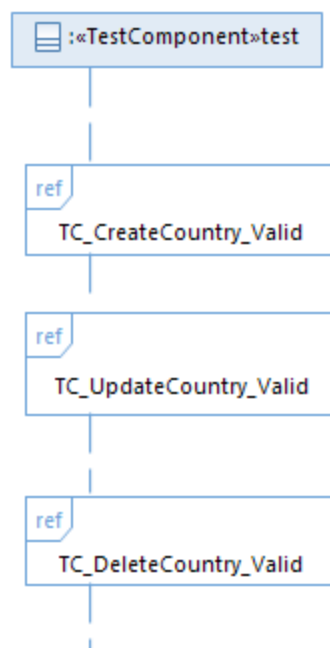 :«TestComponent»test
ref
TC_CreateCountry_Valid
ref
TC_UpdateCountry_Valid
ref
TC_DeleteCountry_Valid